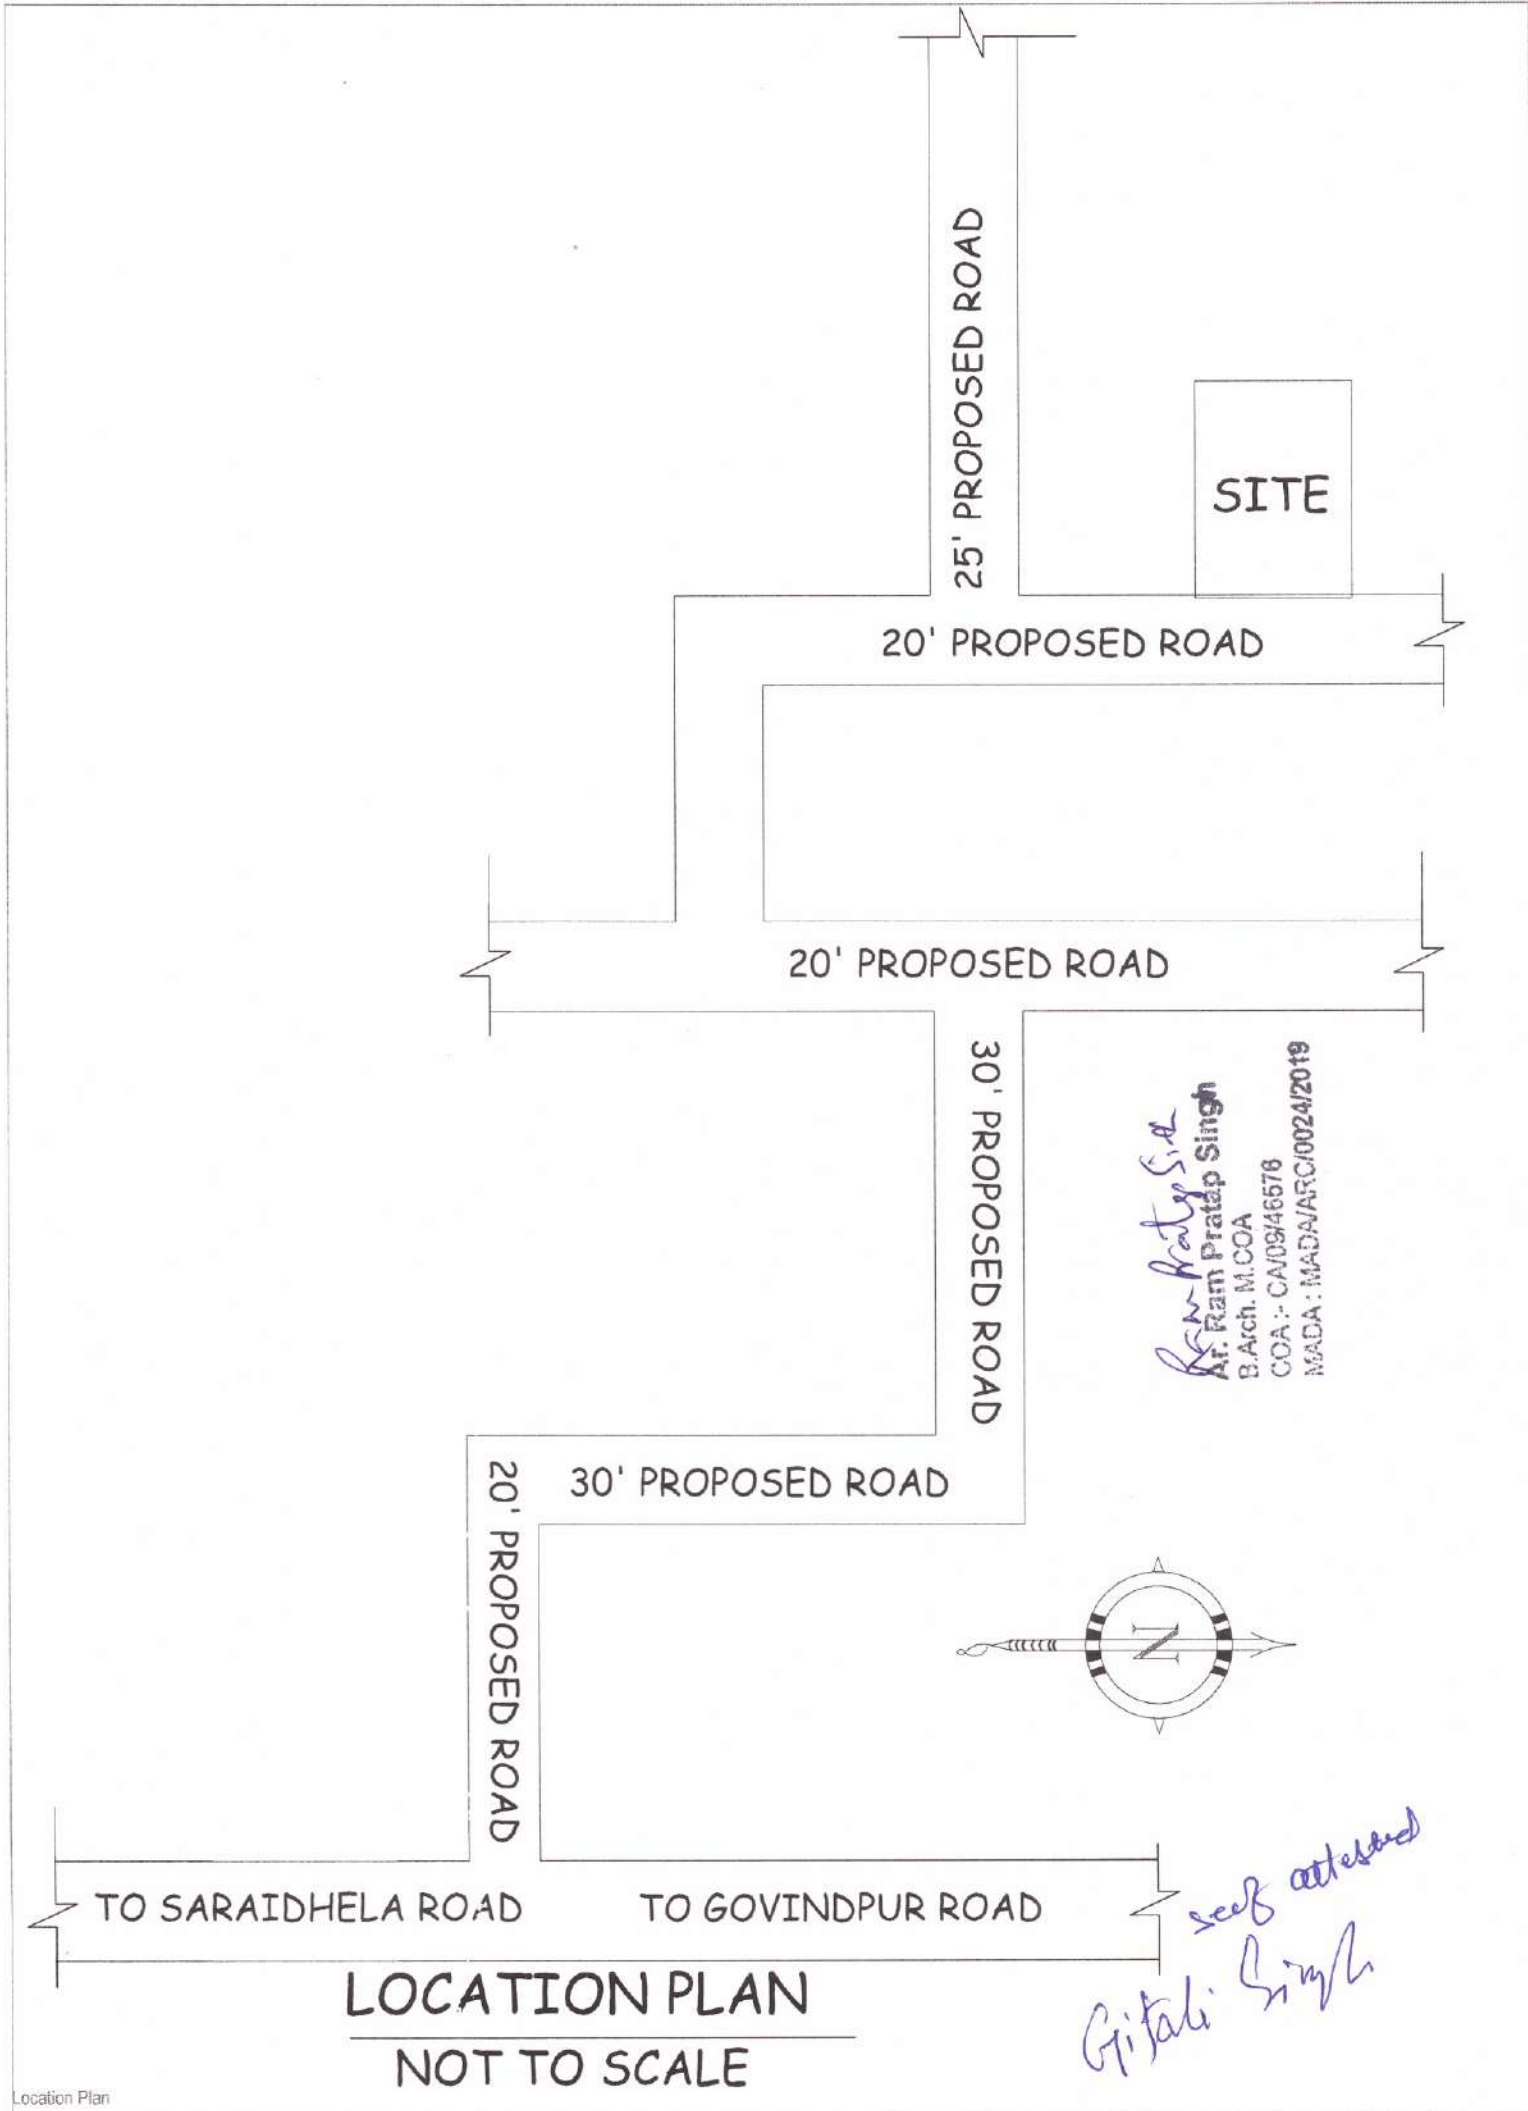 25' PROPOSED ROAD
SITE
20' PROPOSED ROAD
20' PROPOSED ROAD
30' PROPOSED ROAD
Ar. Ram Pratap Singh
B.Arch. M.COA
COA :- CA/09/46576
MADA : MADA/ARC/0024/2019
30' PROPOSED ROAD
20' PROPOSED ROAD
N
TO SARAIDHELA ROAD
TO GOVINDPUR ROAD
self attested
Gitali Singh
LOCATION PLAN
NOT TO SCALE
Location Plan